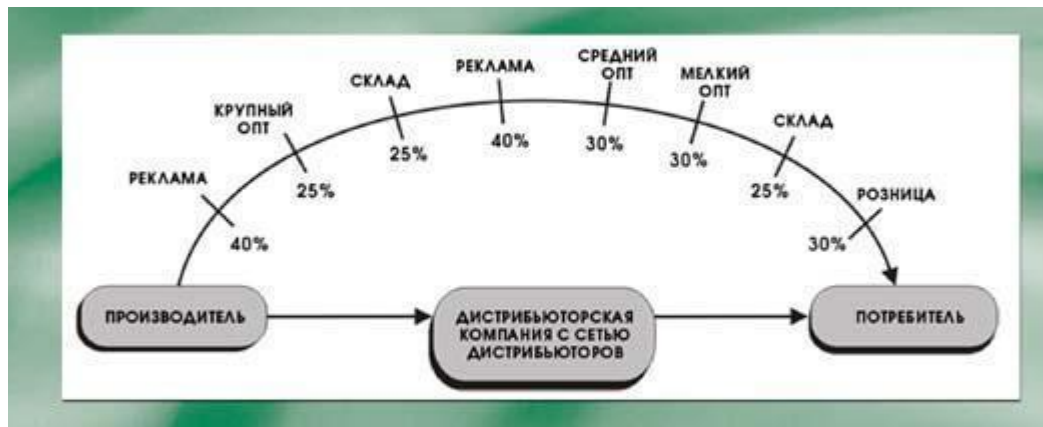 РЕКЛАМА
40%
КРУПНЫЙ
ОПТ
25%
СКЛАД
25%
РЕКЛАМА
40%
СРЕДНИЙ
ОПТ
30%
МЕЛКИЙ
ОПТ
30%
СКЛАД
25%
РОЗНИЦА
30%
ПРОИЗВОДИТЕЛЬ
ДИСТРИБЬЮТОРСКАЯ
КОМПАНИЯ С СЕТЬЮ
ДИСТРИБЬЮТОРОВ
ПОТРЕБИТЕЛЬ